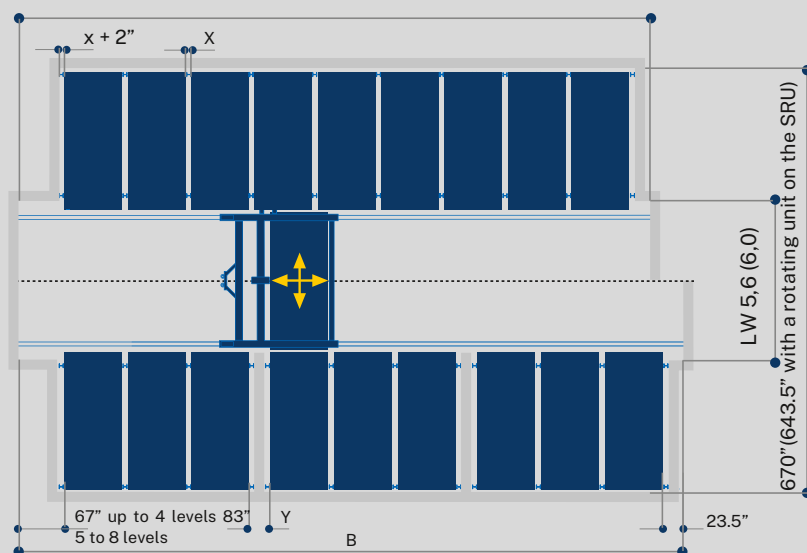 x + 2”
X
LW 5,6 (6,0)
670” (643.5” with a rotating unit on the SRU)
67” up to 4 levels 83”
5 to 8 levels
Y
B
23.5”